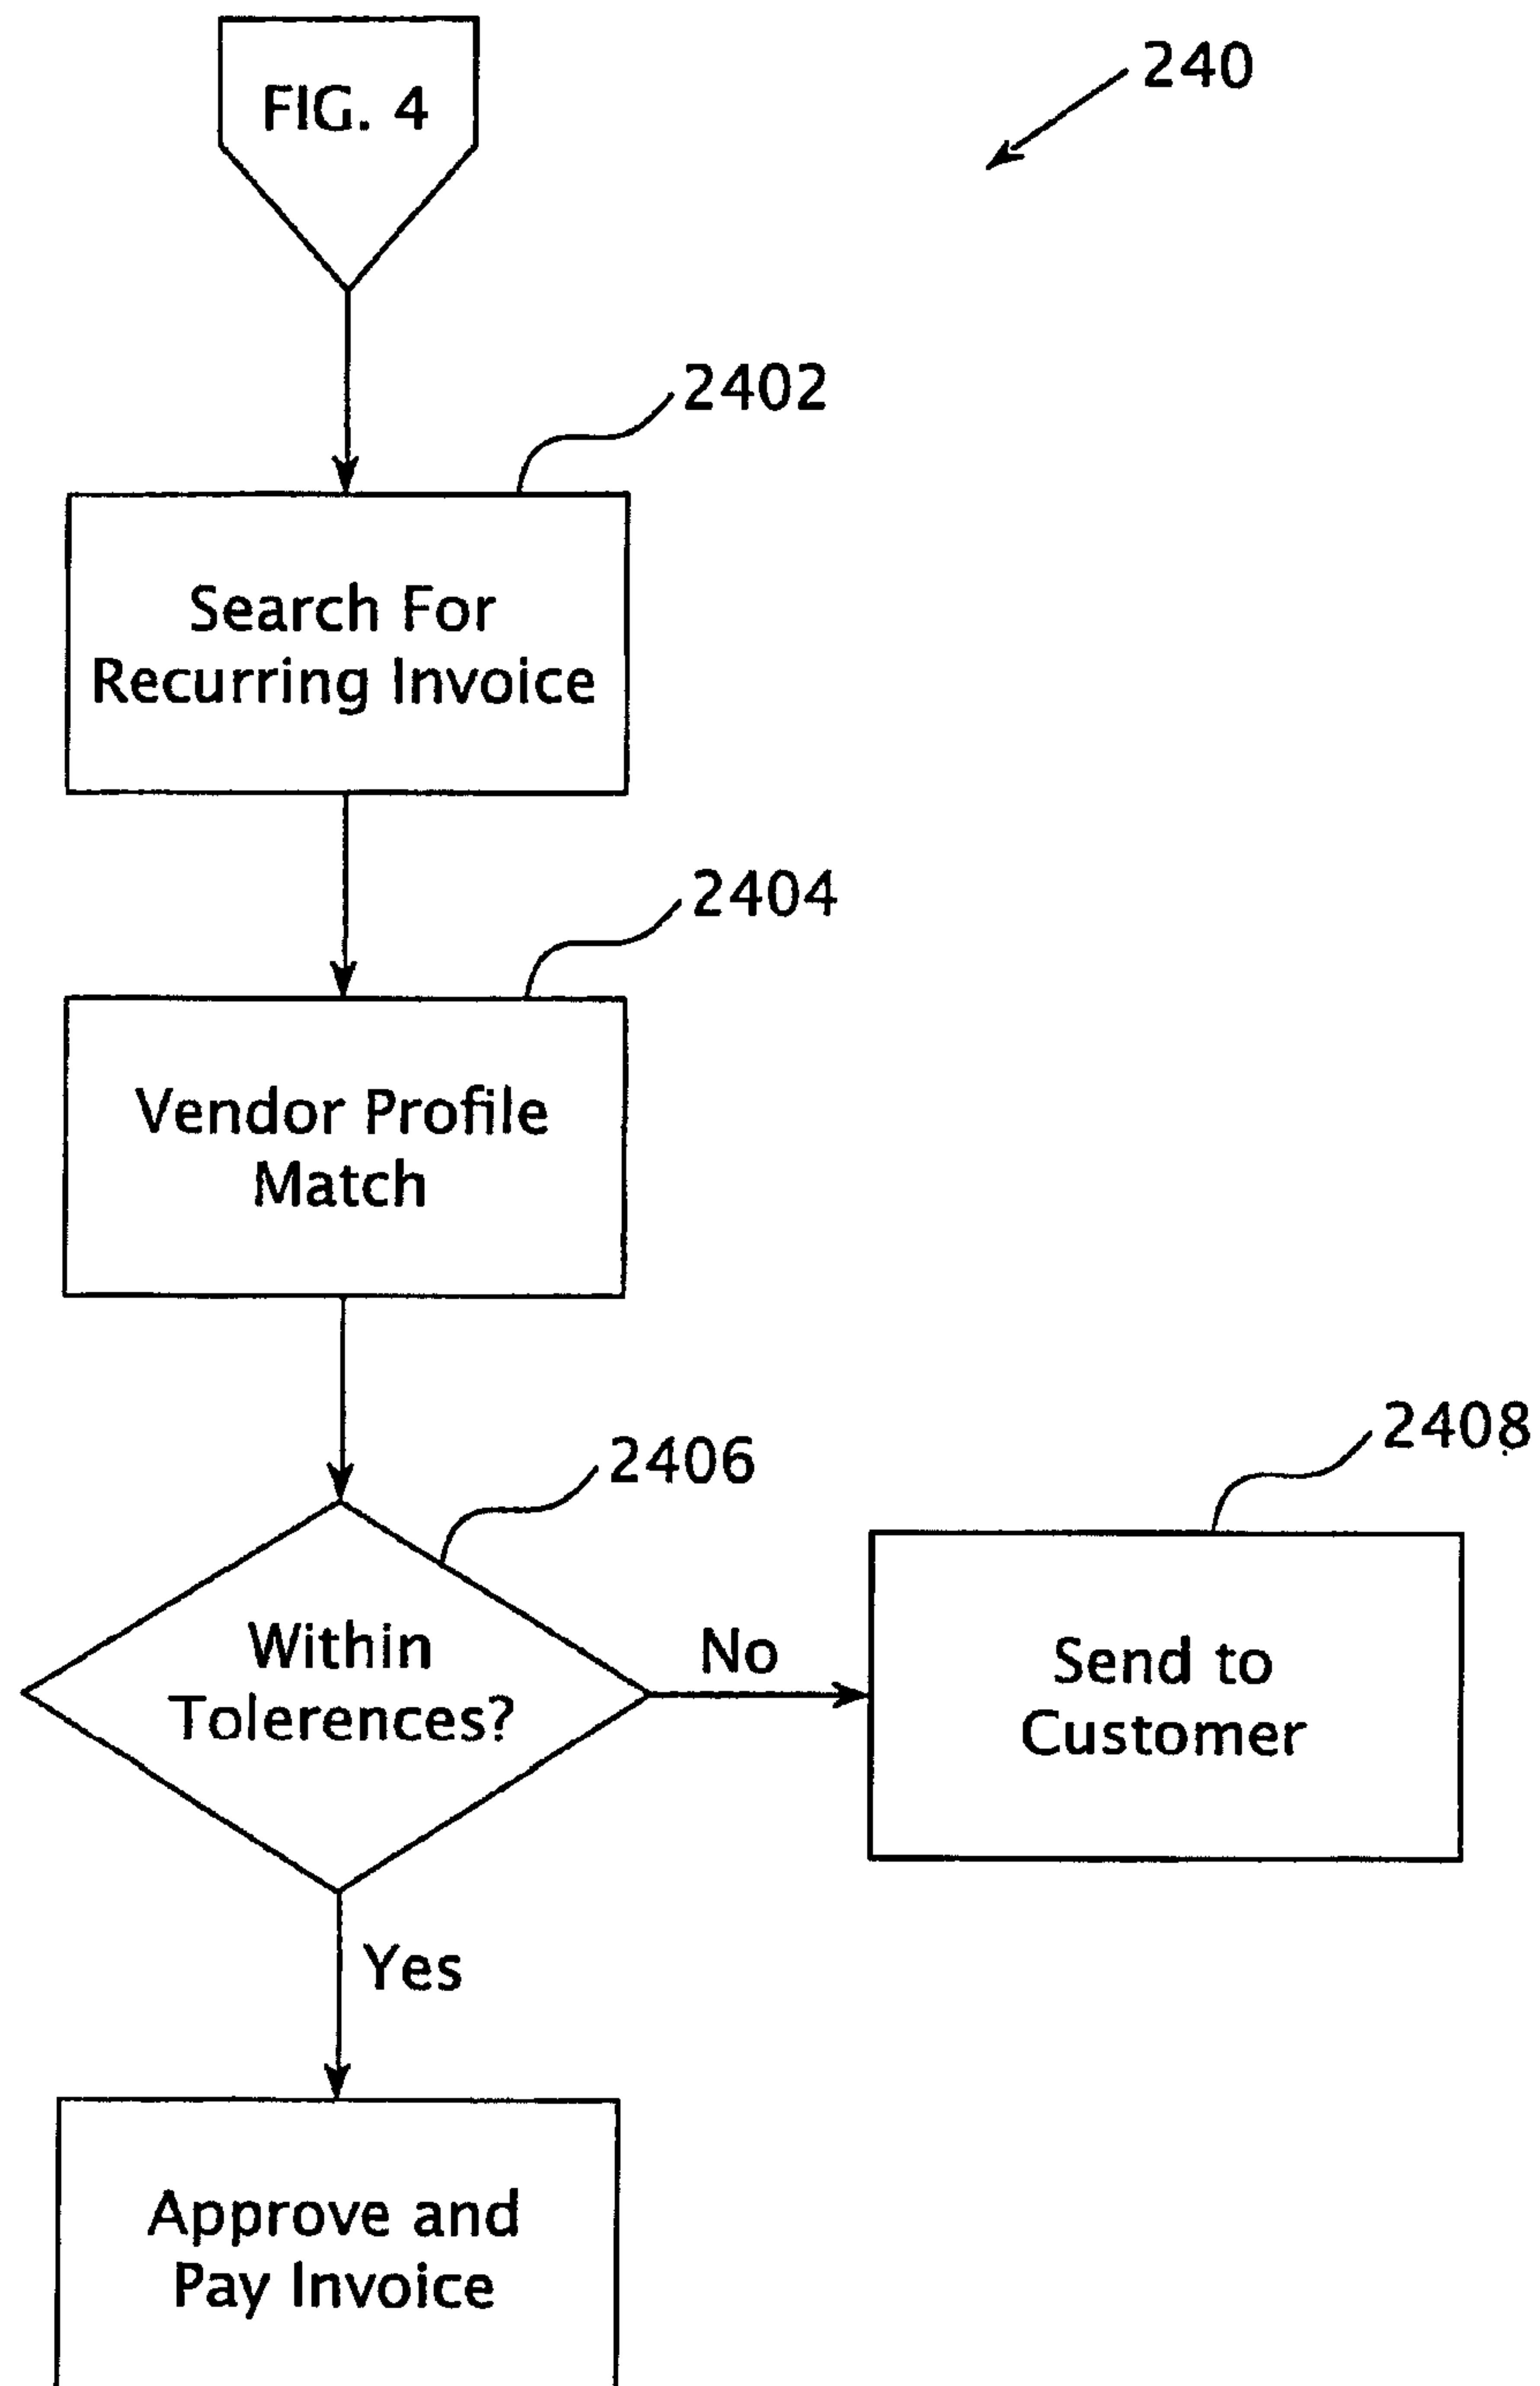 FIG. 4
240
2402
Search For
Recurring Invoice
2404
Vendor Profile
Match
2406
2408
Within
Tolerences?
No
Send to
Customer
Yes
Approve and
Pay Invoice